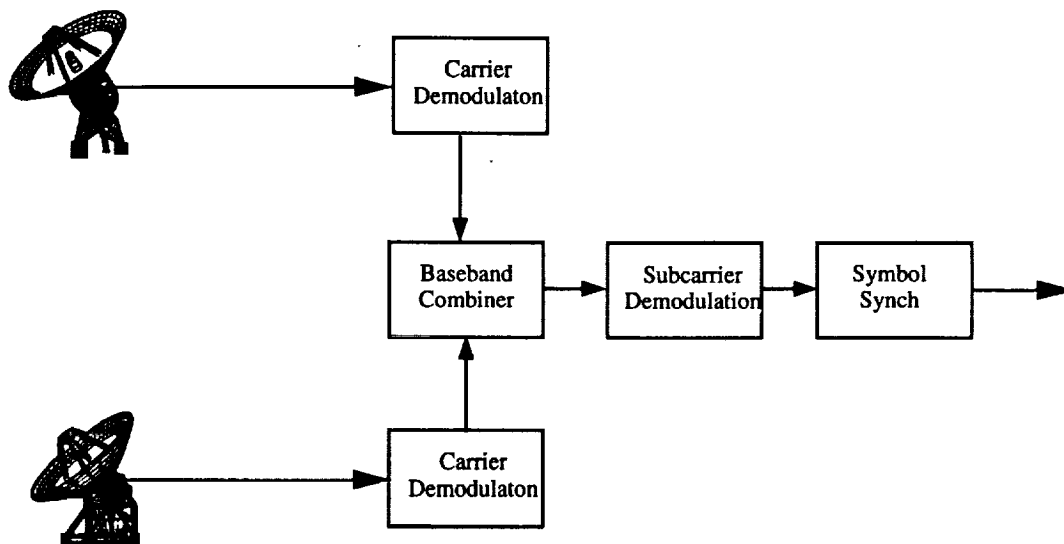 Carrier
Demodulaton
Baseband
Combiner
Subcarrier
Demodulation
Symbol
Synch
Carrier
Demodulaton